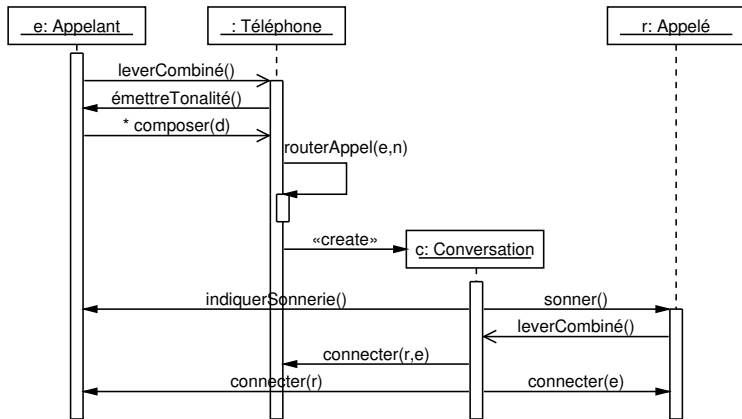 e: Appelant
: Téléphone
r: Appelé
leverCombiné()
émettreTonalité()
* composer(d)
routerAppel(e,n)
«create»
c: Conversation
indiquerSonnerie()
sonner()
leverCombiné()
connecter(r,e)
connecter(r)
connecter(e)